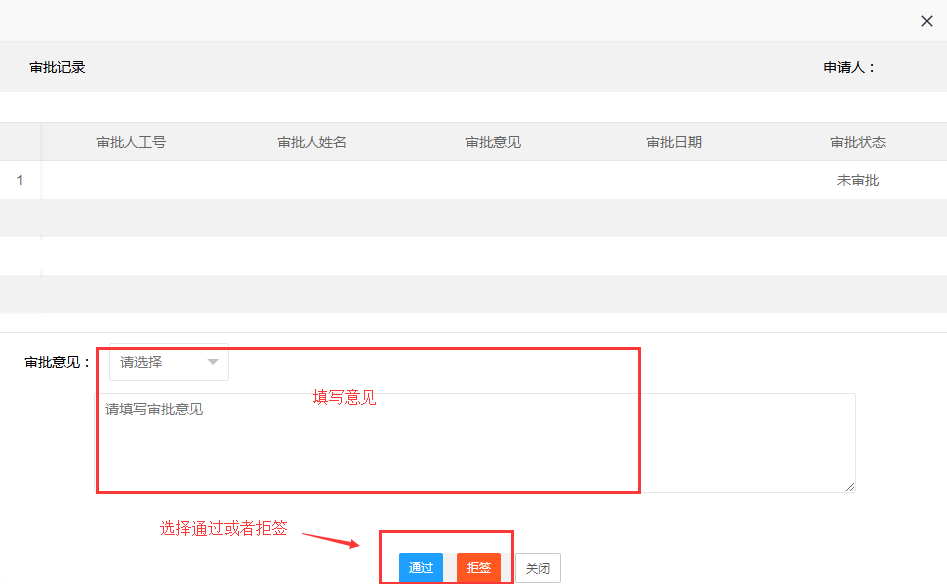 审批记录 申请人：
审批人工号 审批人姓名 审批意见 审批日期 审批状态
1 未审批
审批意见： 请选择
填写意见
请填写审批意见
选择通过或者拒签
通过 拒签 关闭